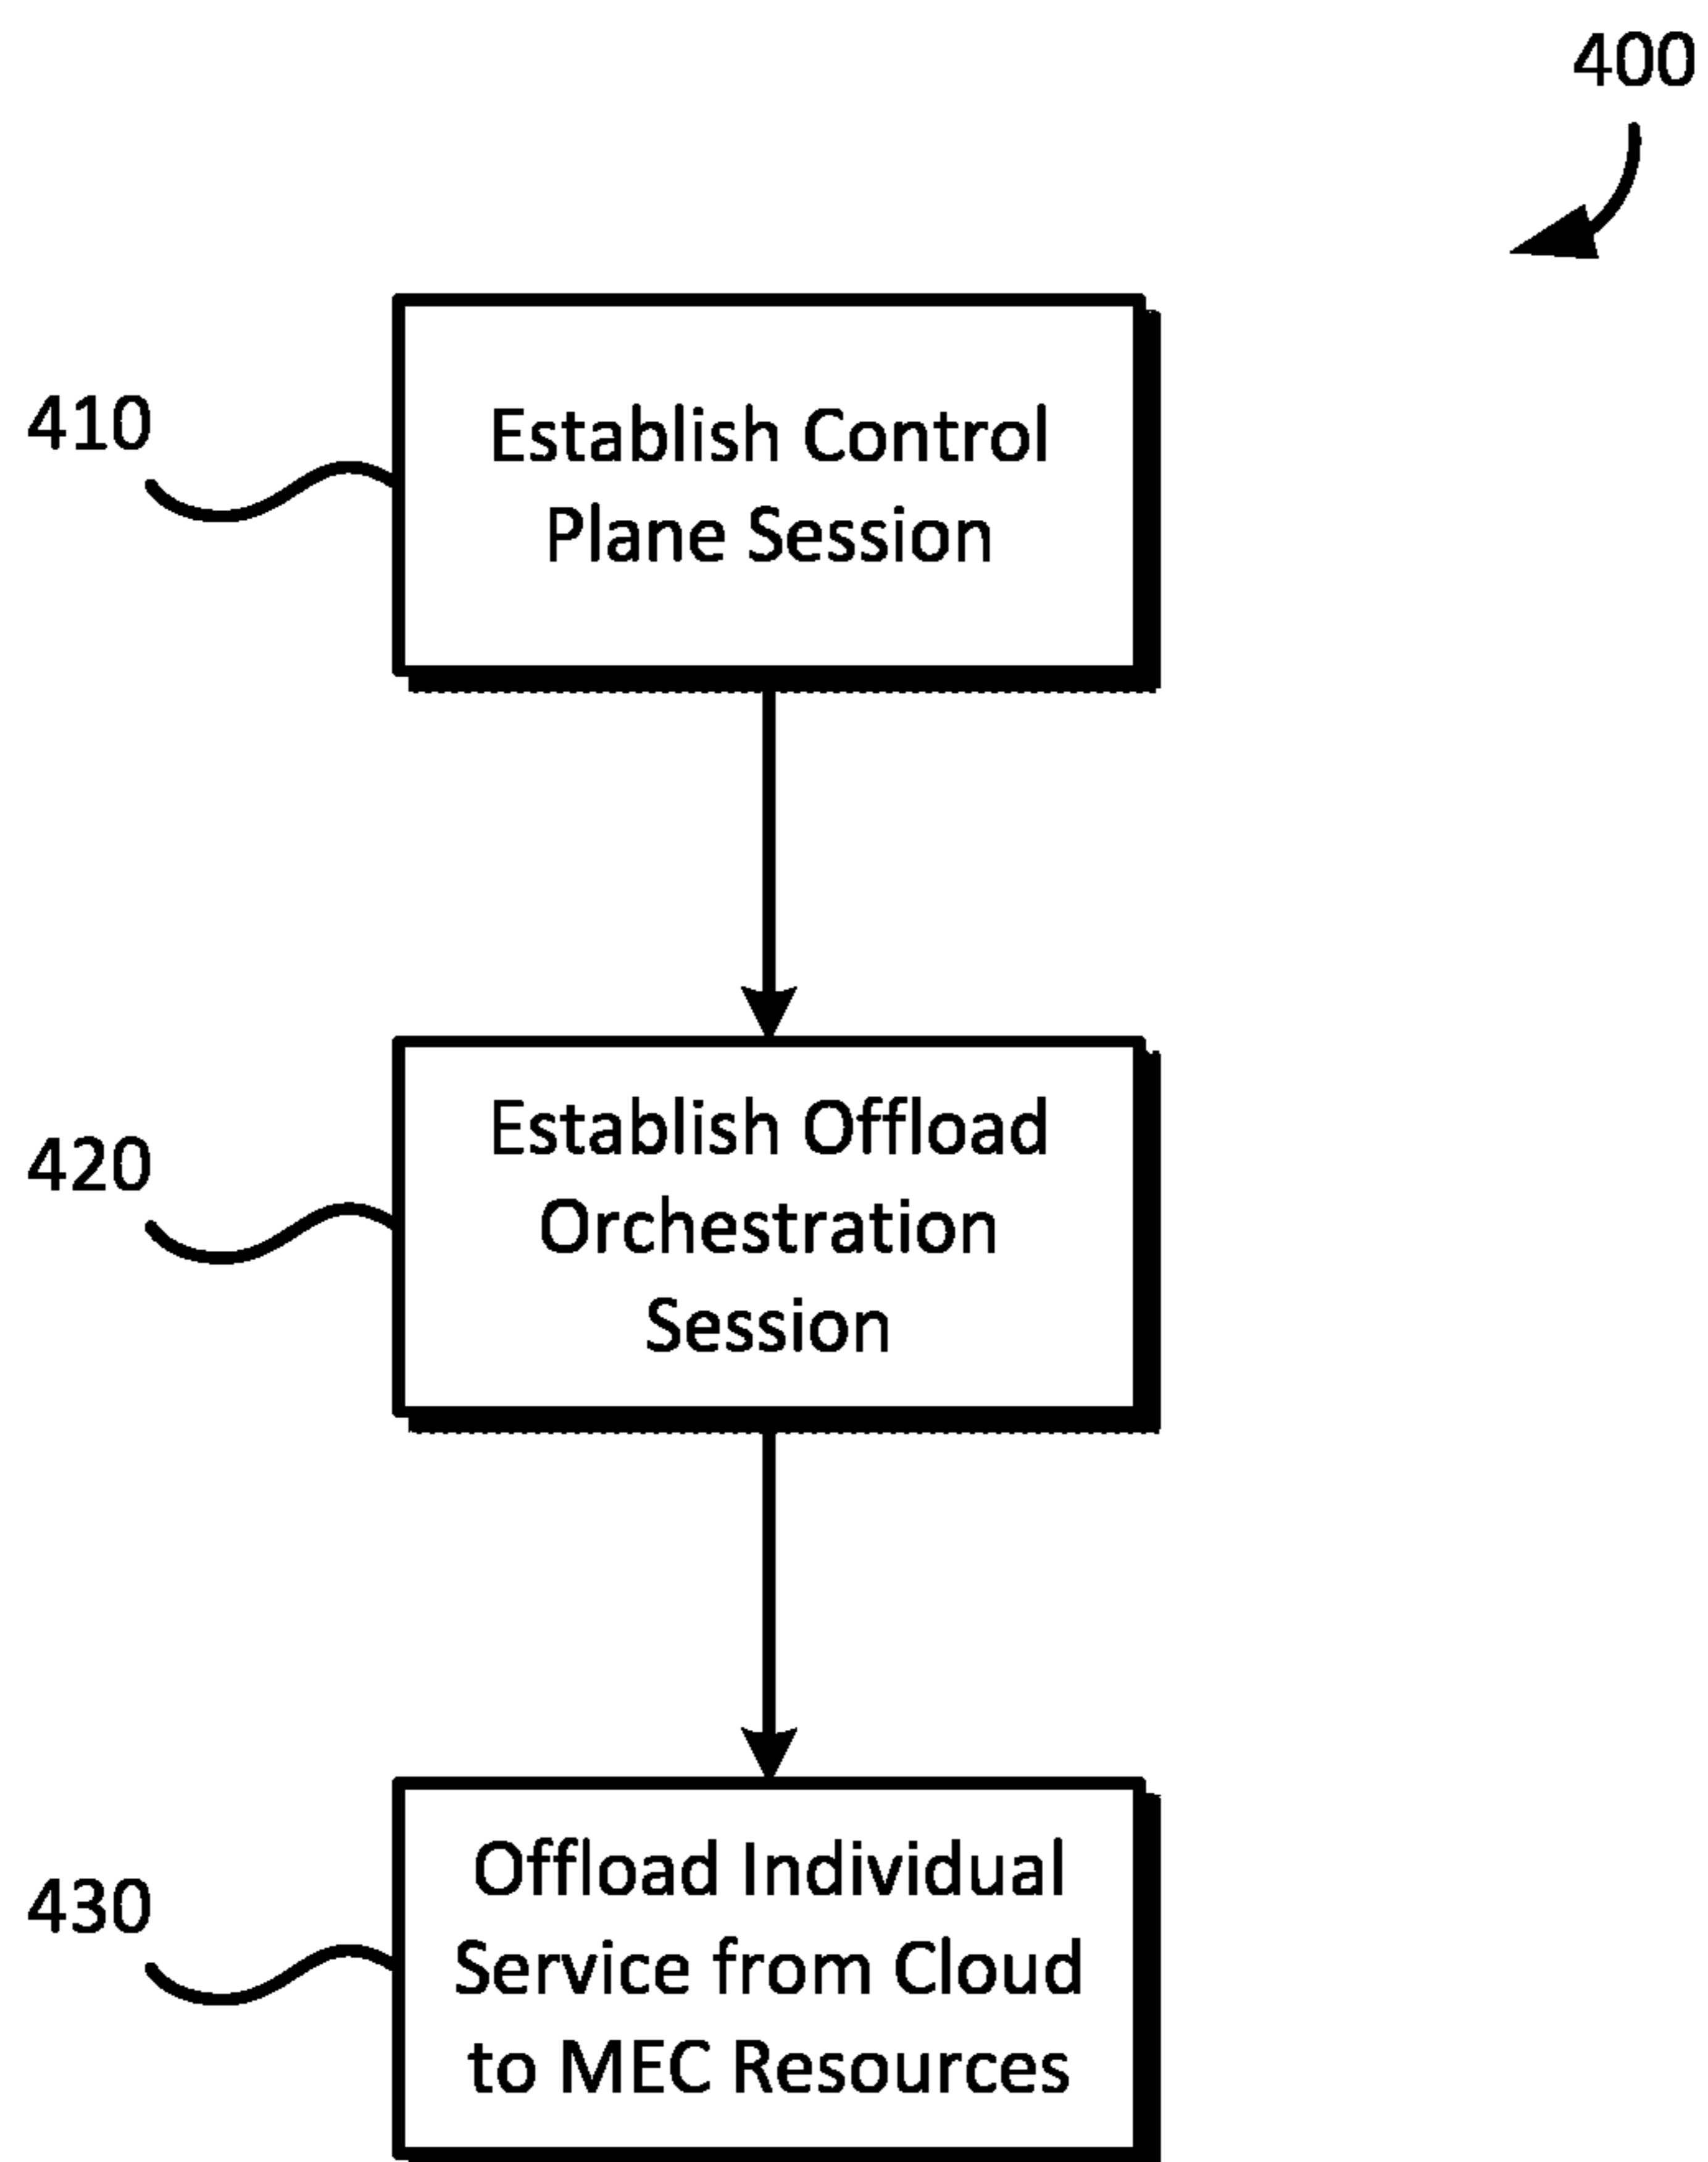 400
410
Establish Control
Plane Session
420
Establish Offload
Orchestration
Session
430
Offload Individual
Service from Cloud
to MEC Resources